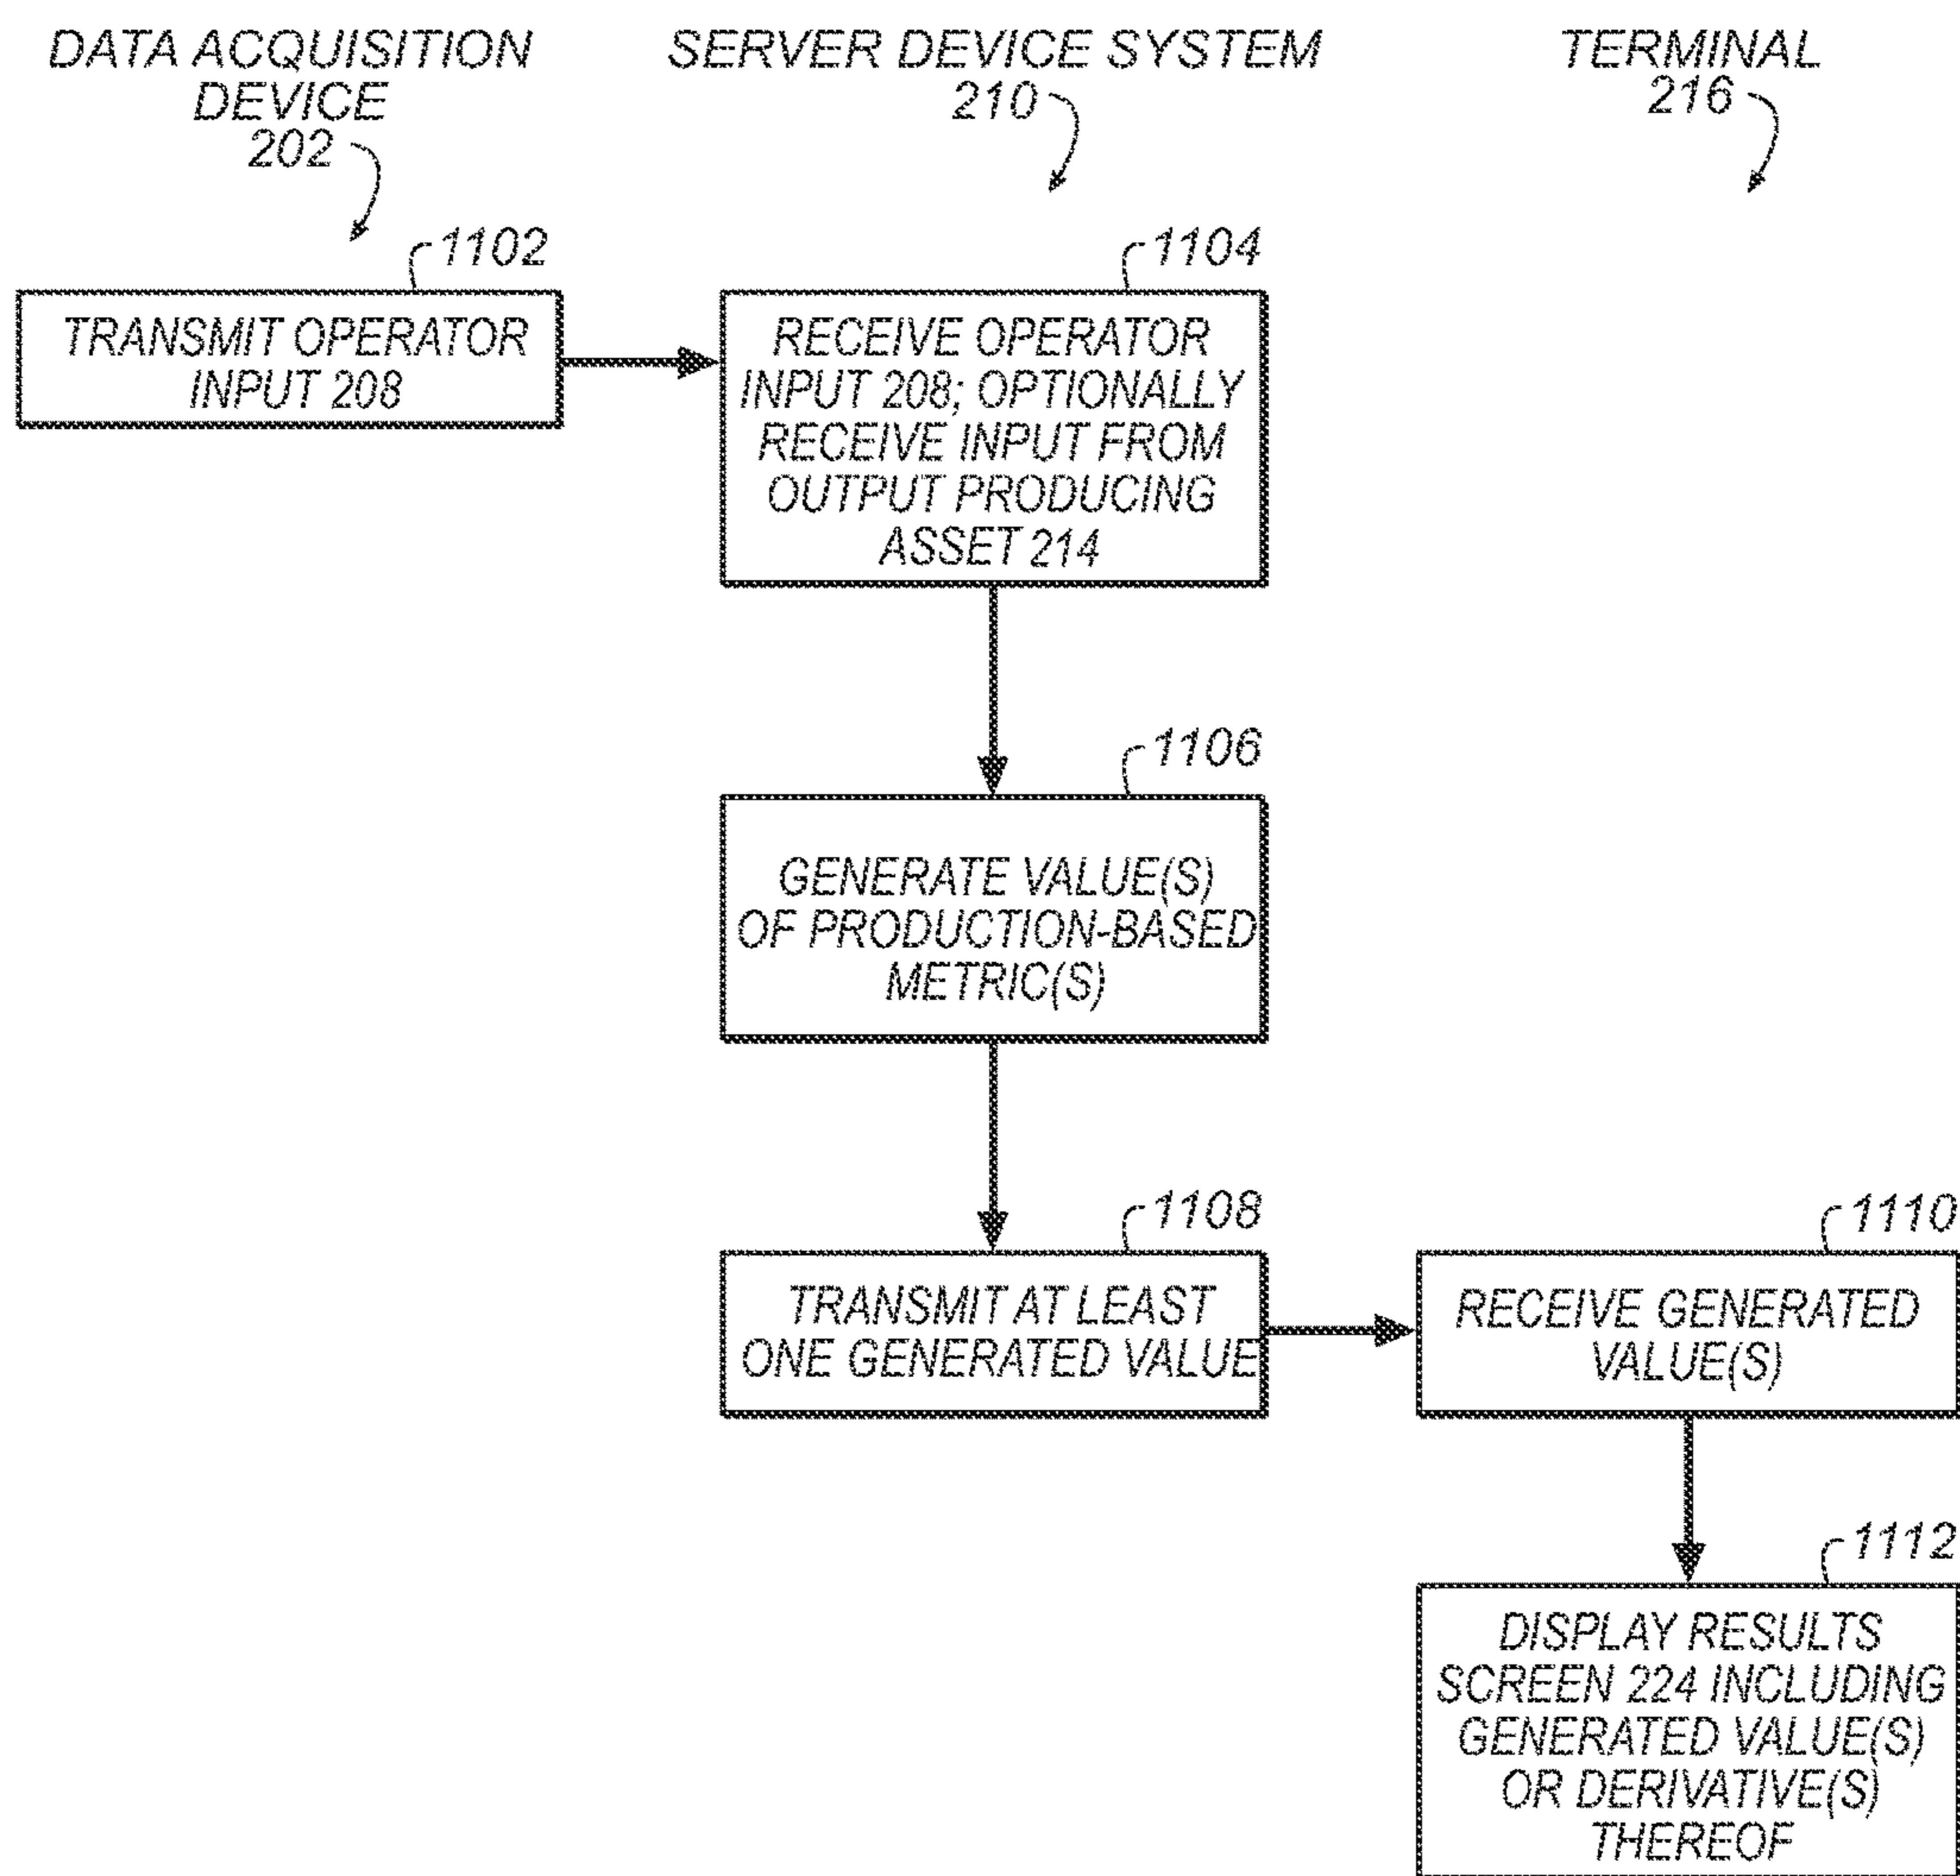 DATA ACQUISITION
DEVICE
202
SERVER DEVICE SYSTEM
210
TERMINAL
216
1102
TRANSMIT OPERATOR
INPUT 208
1104
RECEIVE OPERATOR
INPUT 208; OPTIONALLY
RECEIVE INPUT FROM
OUTPUT PRODUCING
ASSET 214
1106
GENERATE VALUE(S)
OF PRODUCTION-BASED
METRIC(S)
1108
TRANSMIT AT LEAST
ONE GENERATED VALUE
1110
RECEIVE GENERATED
VALUE(S)
1112
DISPLAY RESULTS
SCREEN 224 INCLUDING
GENERATED VALUE(S)
OR DERIVATIVE(S)
THEREOF